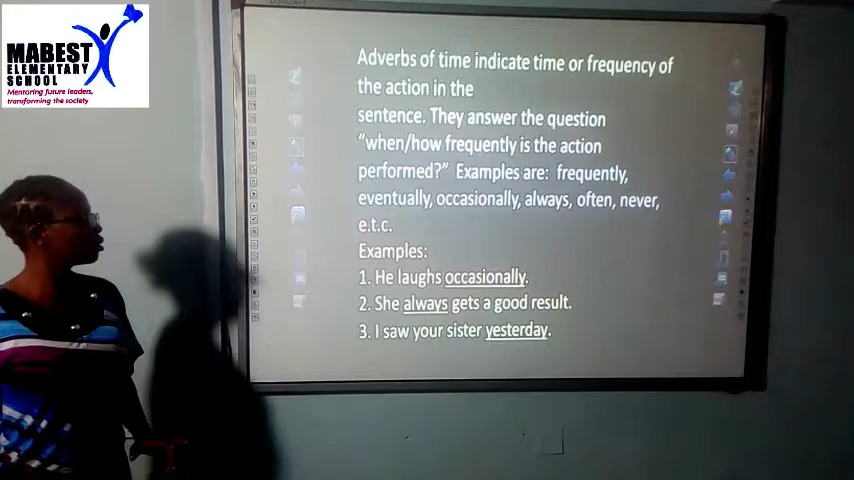 MABEST
ELEMENTARY
SCHOOL
Mentoring future leaders,
transforming the society
Adverbs of time indicate time or frequency of
the action in the
sentence. They answer the question
“when/how frequently is the action
performed?” Examples are: frequently,
eventually, occasionally, always, often, never,
e.t.c.
Examples:
1. He laughs occasionally.
2. She always gets a good result.
3. I saw your sister yesterday.